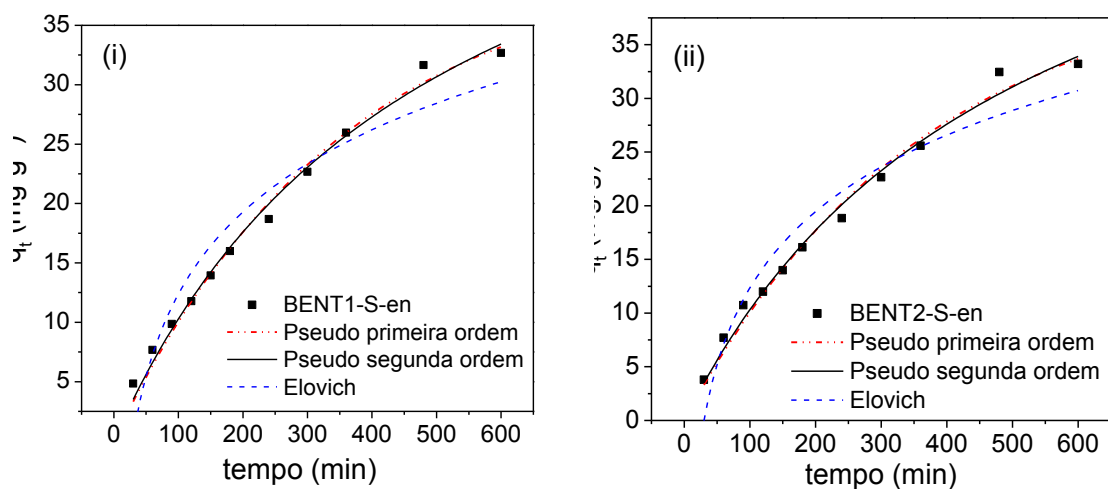 (i)
35
30
25
20
15
10
5
BENT1-S-en
Pseudo primeira ordem
Pseudo segunda ordem
Elovich
0 100 200 300 400 500 600
tempo (min)
(ii)
35
30
25
20
15
10
5
0
BENT2-S-en
Pseudo primeira ordem
Pseudo segunda ordem
Elovich
0 100 200 300 400 500 600
tempo (min)